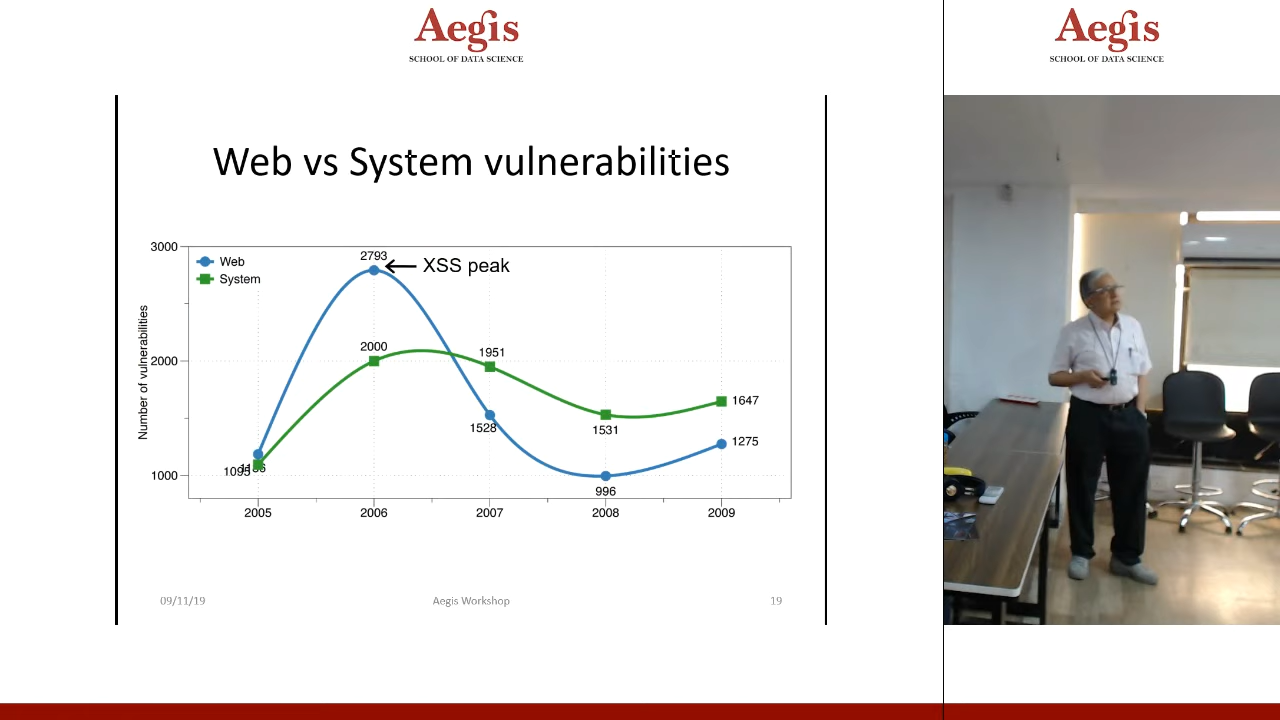 Aegis
SCHOOL OF DATA SCIENCE
Aegis
SCHOOL OF DATA SCIENCE
Web vs System vulnerabilities
Number of vulnerabilities
3000
2000
1000
Web
System
2793
XSS peak
2000
1951
1528
1531
996
1647
1275
1095
1186
2005
2006
2007
2008
2009
09/11/19
Aegis Workshop
19